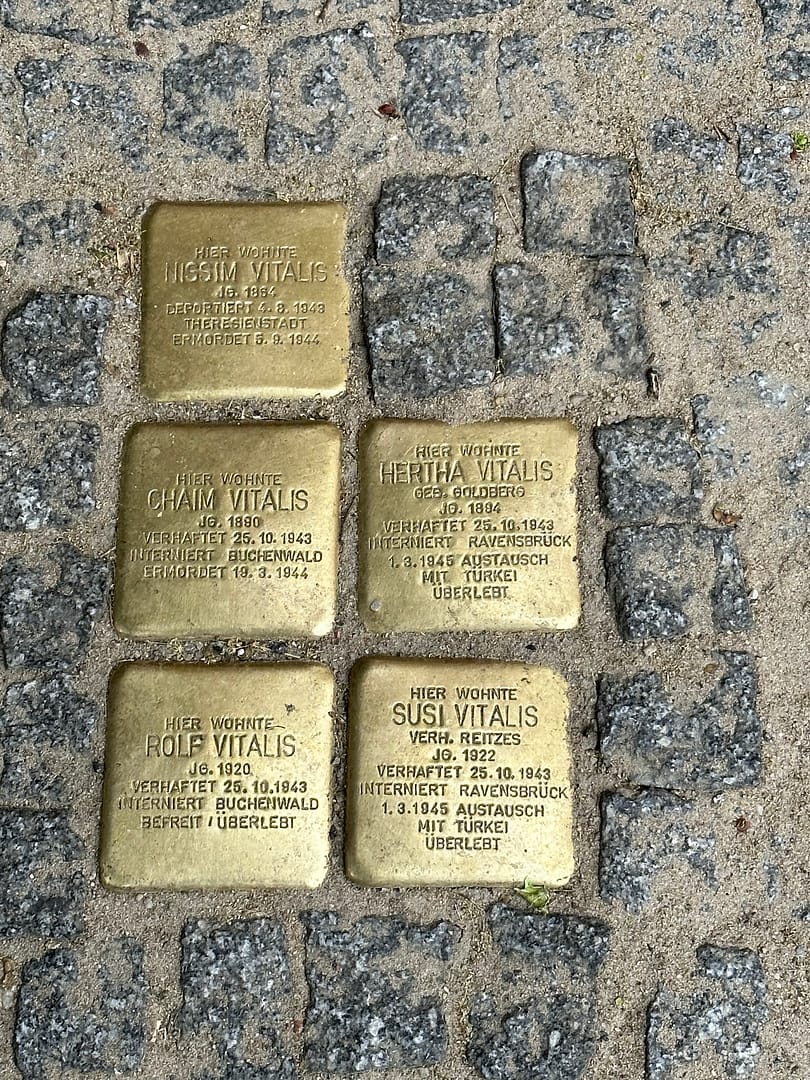 HIER WOHNTE
NISSIM VITALIS
JG. 1864
DEPORTIERT 4. 8. 1943
THERESIENSTADT
ERMORDET 5. 9. 1944
HIER WOHNTE
CHAIM VITALIS
JG. 1890
VERHAFTET 25. 10. 1943
INTERNIERT BUCHENWALD
ERMORDET 19. 3. 1944
HIER WOHNTE
HERTHA VITALIS
GEB. GOLDBERG
JG. 1894
VERHAFTET 25. 10. 1943
INTERNIERT RAVENSBRÜCK
1. 3. 1945 AUSTAUSCH
MIT TÜRKEI
ÜBERLEBT
HIER WOHNTE
ROLF VITALIS
JG. 1920
VERHAFTET 25. 10. 1943
INTERNIERT BUCHENWALD
BEFREIT / ÜBERLEBT
HIER WOHNTE
SUSI VITALIS
VERH. REITZES
JG. 1922
VERHAFTET 25. 10. 1943
INTERNIERT RAVENSBRÜCK
1. 3. 1945 AUSTAUSCH
MIT TÜRKEI
ÜBERLEBT